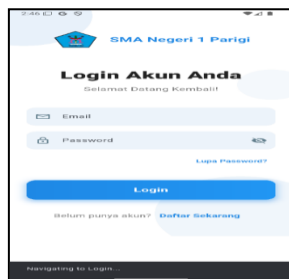 2:46
SMA Negeri 1 Parigi
Login Akun Anda
Selamat Datang Kembali!
Email
Password
Lupa Password?
Login
Belum punya akun? Daftar Sekarang
Navigating to Login...